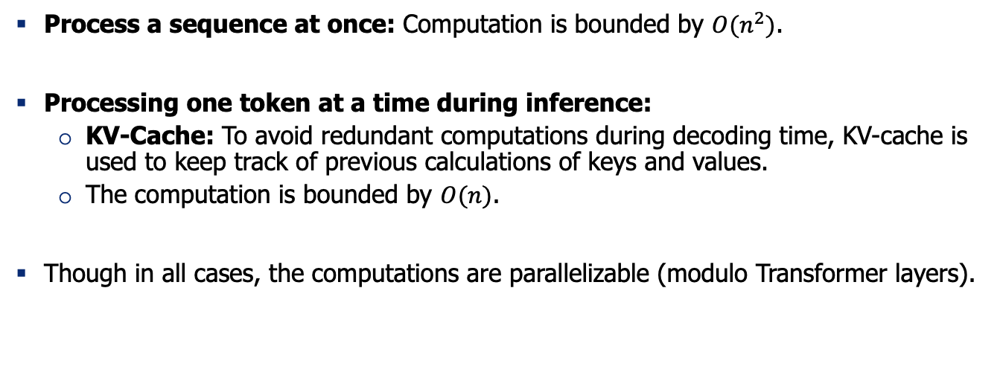 ▪ Process a sequence at once: Computation is bounded by O(n²).
▪ Processing one token at a time during inference:
o KV-Cache: To avoid redundant computations during decoding time, KV-cache is
used to keep track of previous calculations of keys and values.
o The computation is bounded by O(n).
▪ Though in all cases, the computations are parallelizable (modulo Transformer layers).